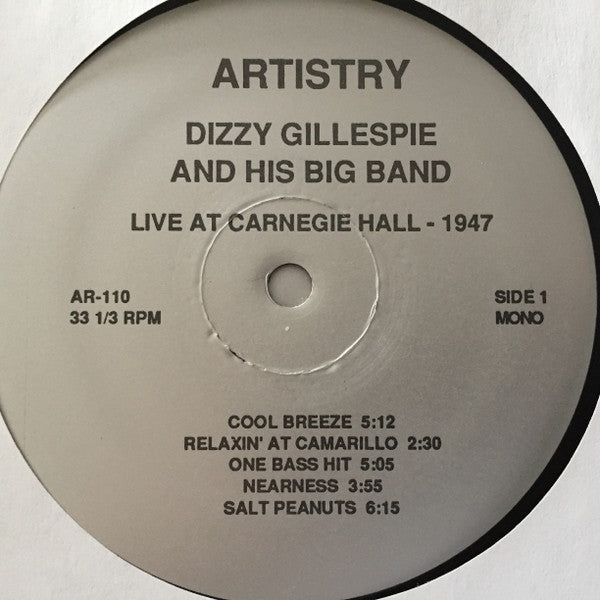 ARTISTRY
DIZZY GILLESPIE
AND HIS BIG BAND
LIVE AT CARNEGIE HALL - 1947
AR-110
33 1/3 RPM
SIDE 1
MONO
COOL BREEZE 5:12
RELAXIN' AT CAMARILLO 2:30
ONE BASS HIT 5:05
NEARNESS 3:55
SALT PEANUTS 6:15